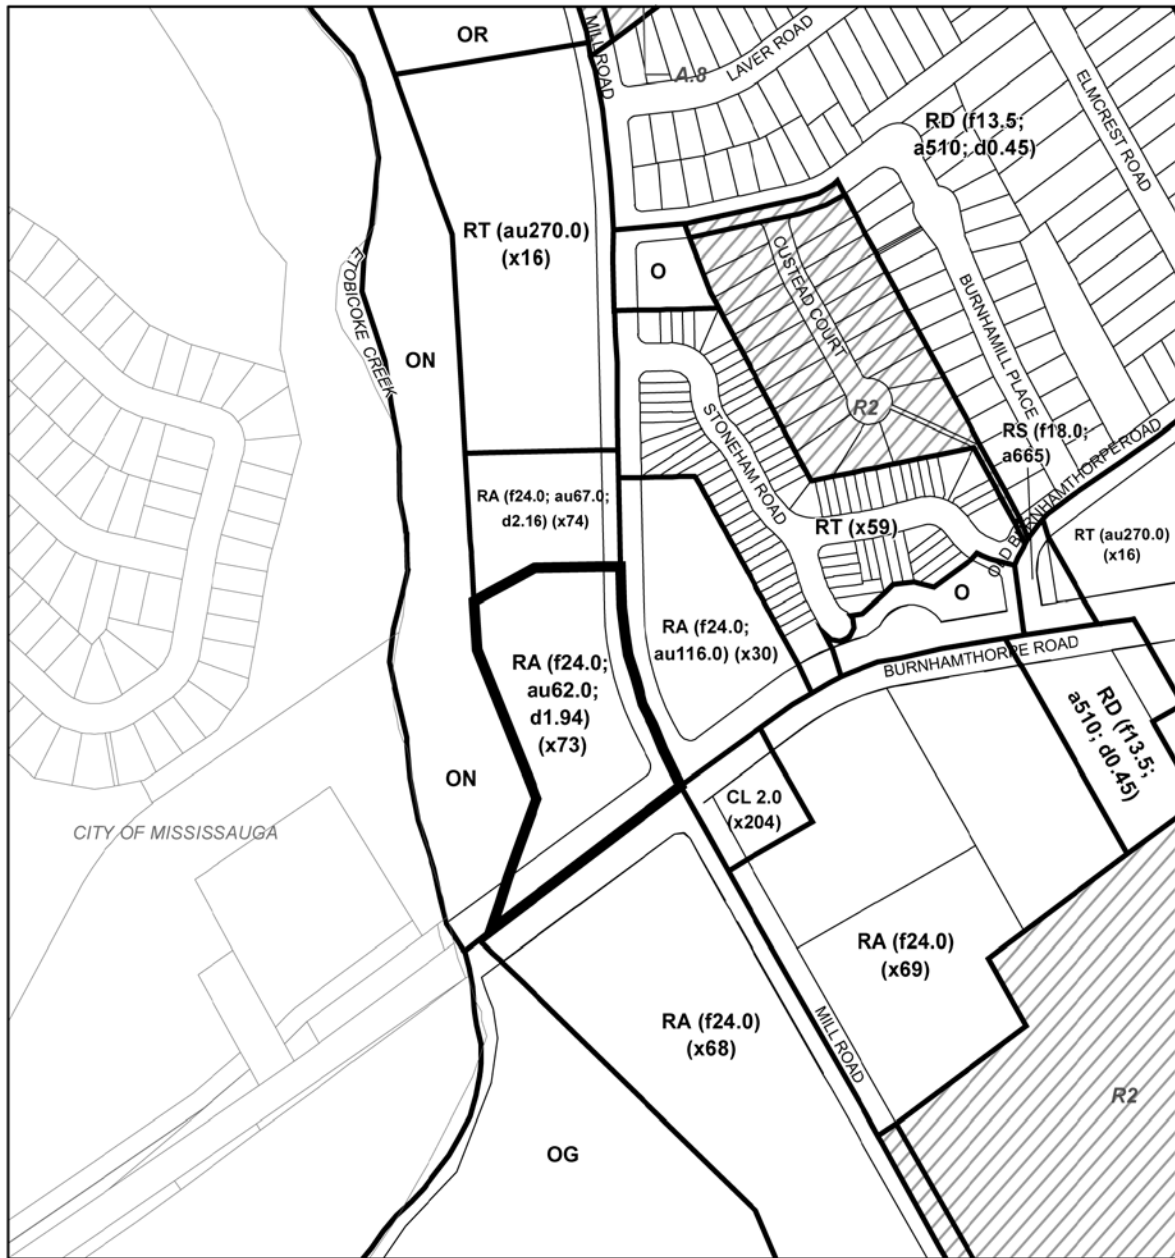 OR
MILL ROAD
A.8
LAVER ROAD
ELMCREST ROAD
RD (f13.5;
a510; d0.45)
RT (au270.0)
(x16)
O
OUSTEAD COURT
ETOBICOKE CREEK
ON
BURNHAMILL PLACE
R2
STONEHAM ROAD
RS (f18.0;
a665)
OLD BURNHAMTHORPE ROAD
RA (f24.0; au67.0;
d2.16) (x74)
RT (x59)
RT (au270.0)
(x16)
O
RA (f24.0;
au116.0) (x30)
BURNHAMTHORPE ROAD
RA (f24.0;
au62.0;
d1.94)
(x73)
RD (f13.5;
a510; d0.45)
ON
CL 2.0
(x204)
CITY OF MISSISSAUGA
RA (f24.0)
(x69)
RA (f24.0)
(x68)
MILL ROAD
R2
OG